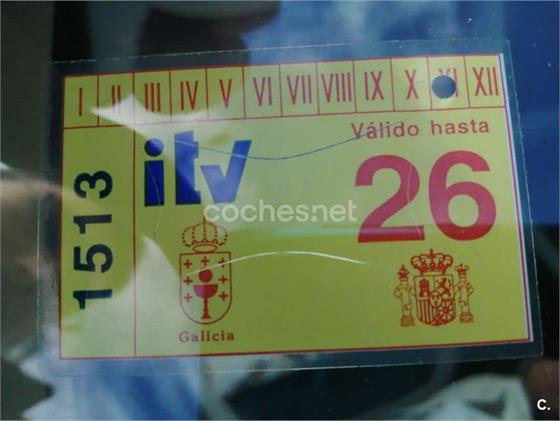 I II III IV V VI VII VIII IX X XI XII
Válido hasta
itv
26
1513
coches.net
Galicia
C.